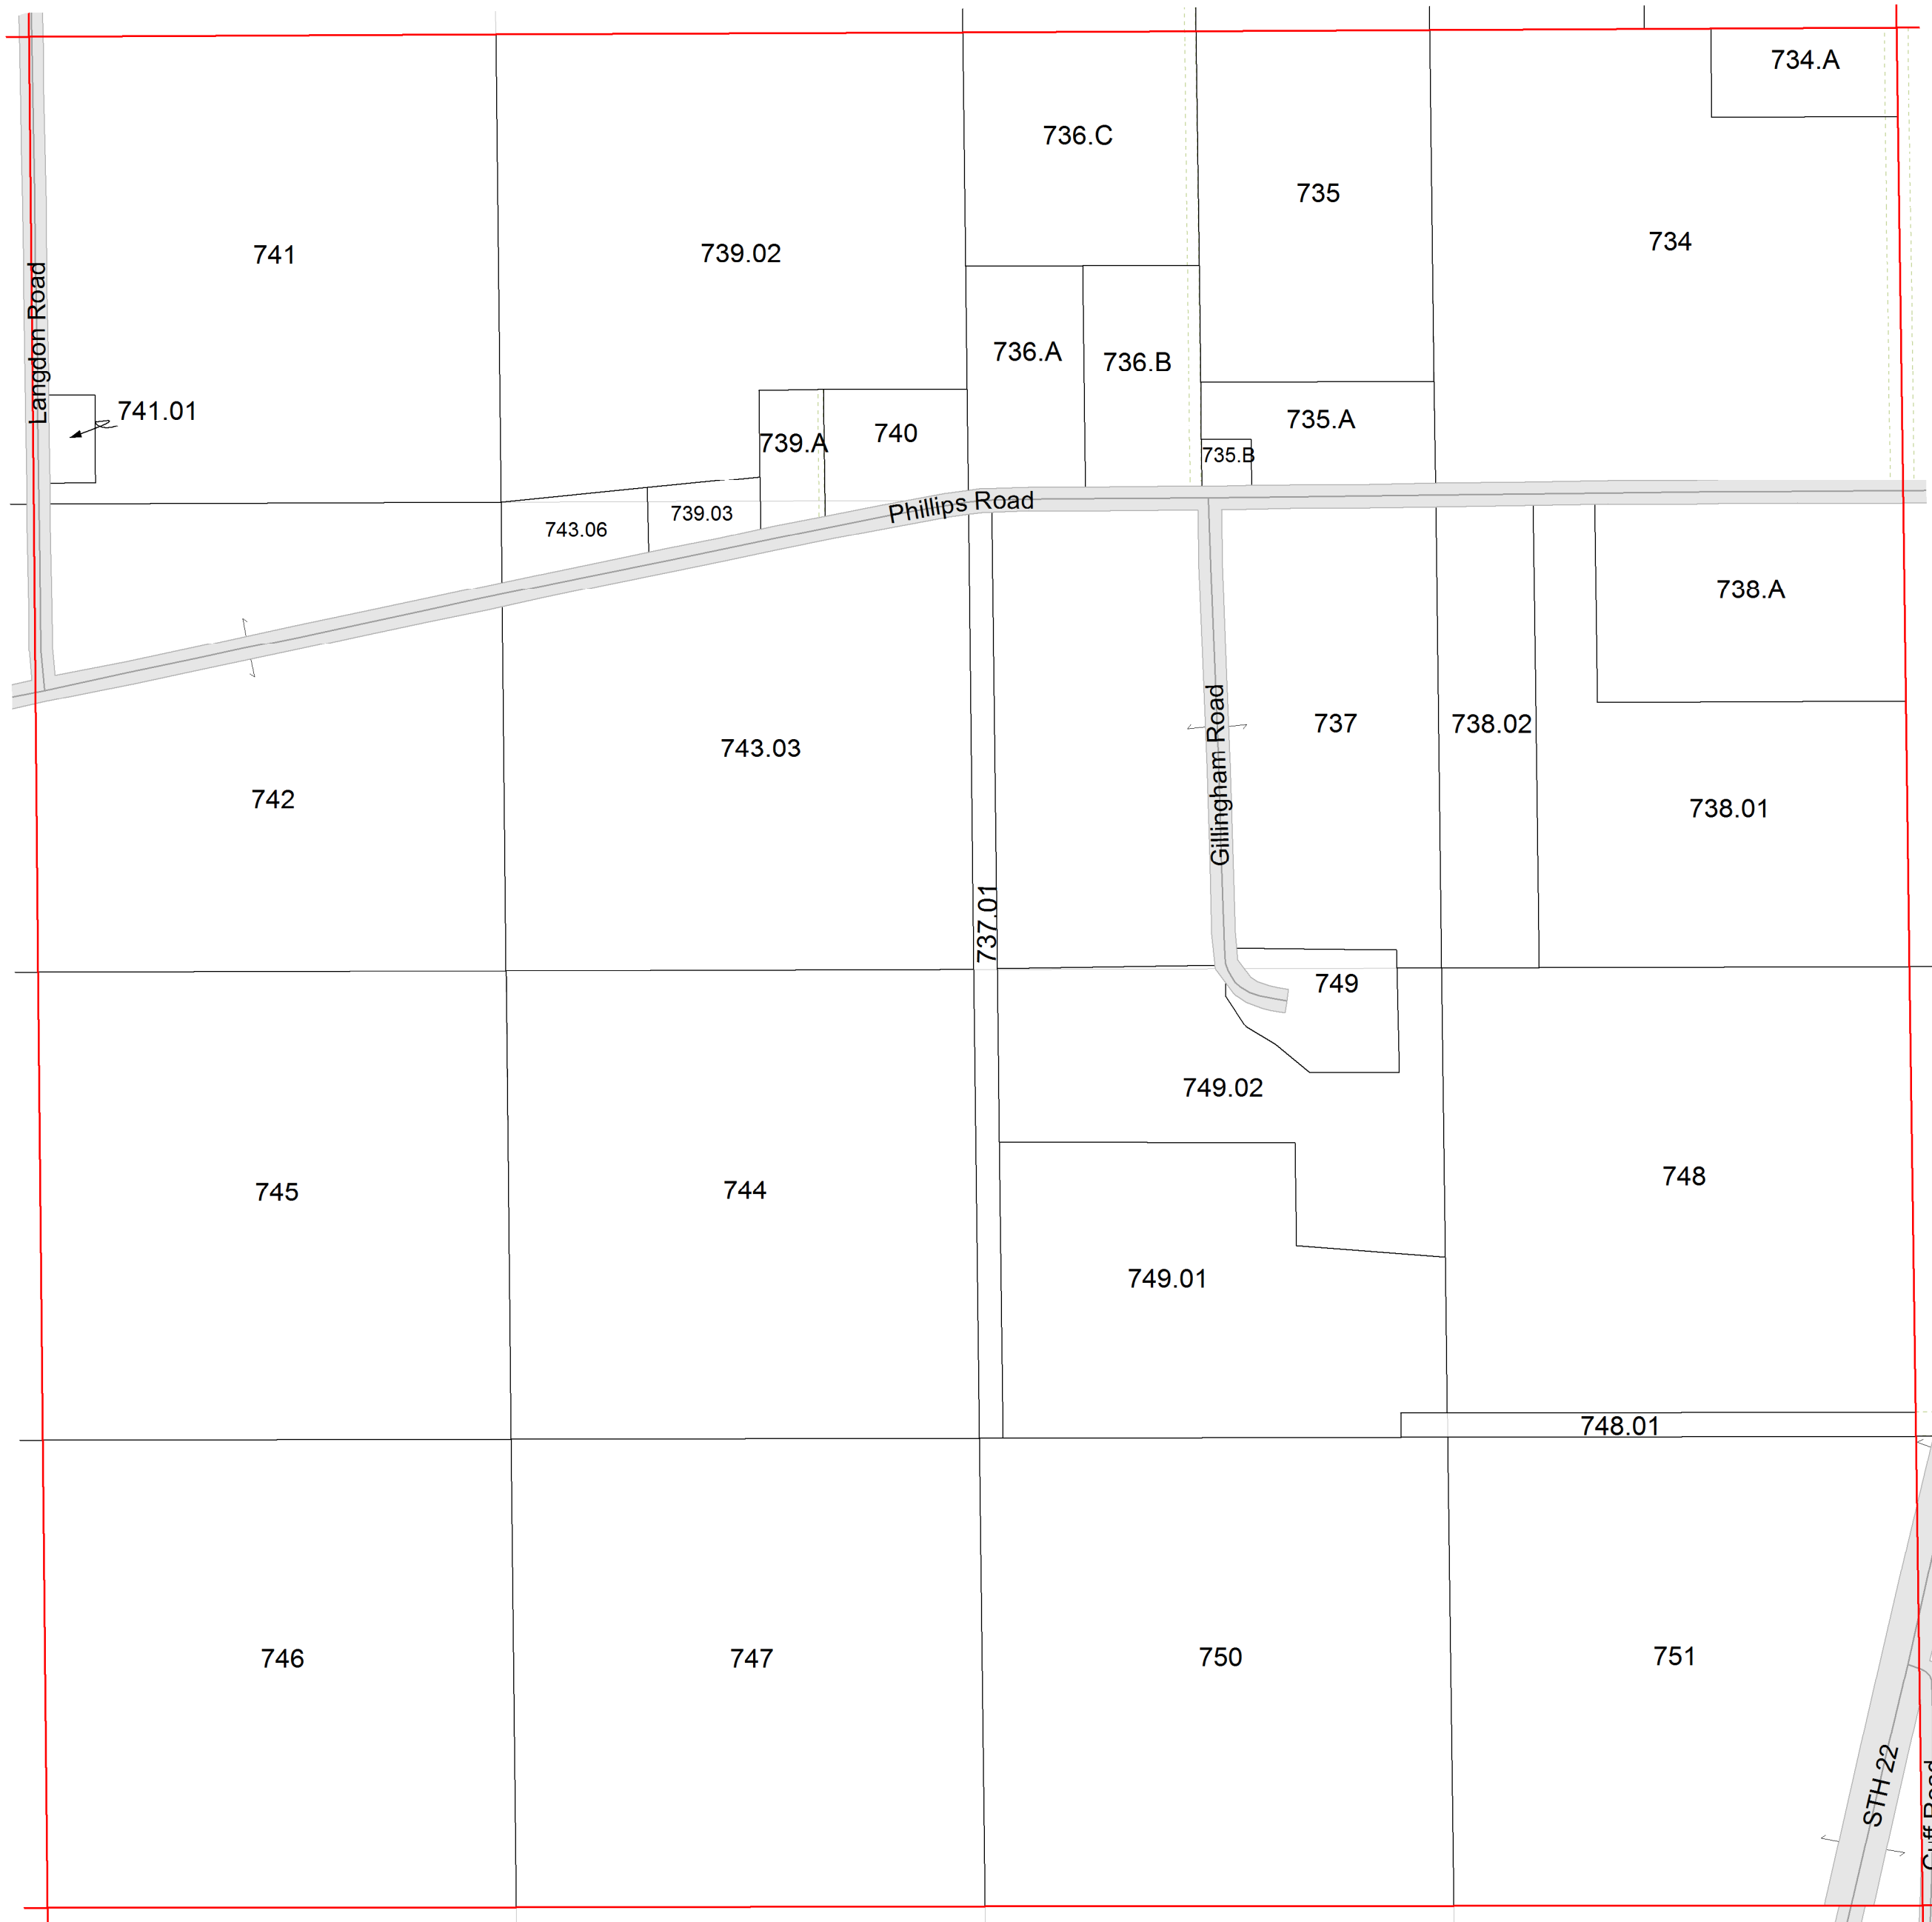 734.A
736.C
735
734
741
739.02
Langdon Road
736.A
736.B
741.01
735.A
739.A
740
735.B
739.03
743.06
Phillips Road
738.A
737
738.02
743.03
Gillingham Road
742
738.01
737.01
749
749.02
745
744
748
749.01
748.01
746
747
750
751
STH 22
Cuff Road